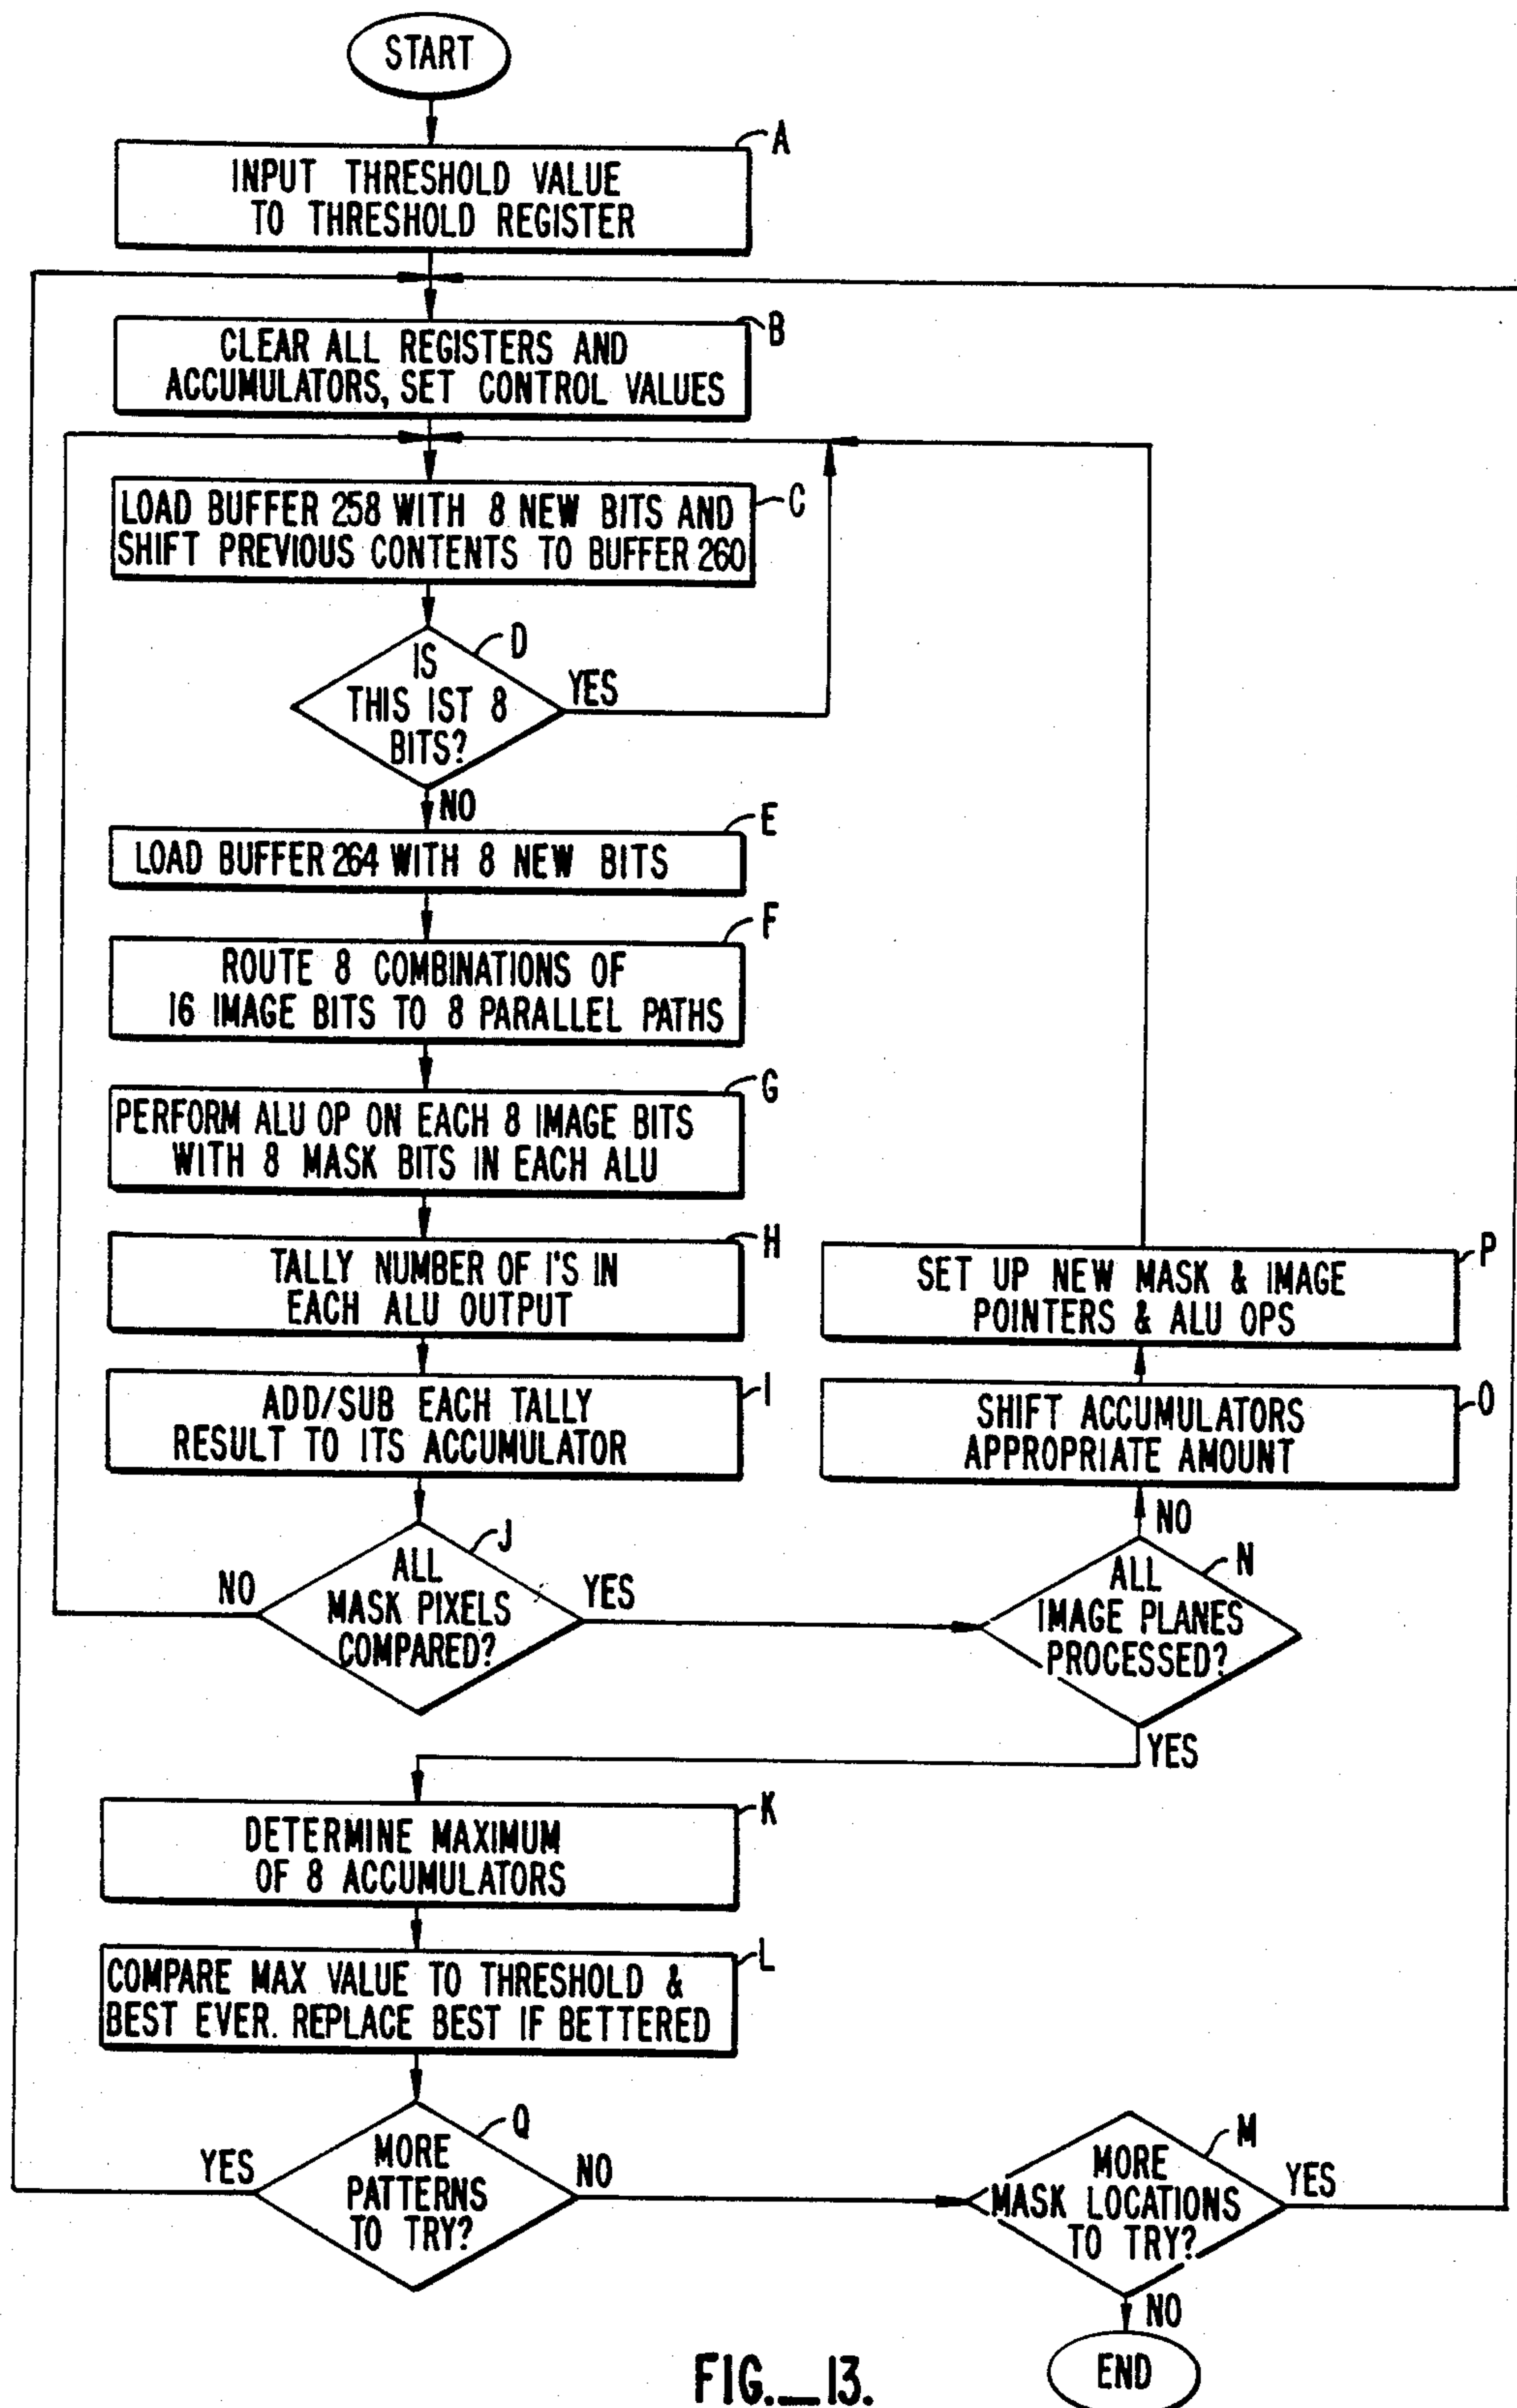 START
A
INPUT THRESHOLD VALUE
TO THRESHOLD REGISTER
B
CLEAR ALL REGISTERS AND
ACCUMULATORS, SET CONTROL VALUES
C
LOAD BUFFER 258 WITH 8 NEW BITS AND
SHIFT PREVIOUS CONTENTS TO BUFFER 260
D
IS
THIS 1ST 8
BITS?
YES
NO
E
LOAD BUFFER 264 WITH 8 NEW BITS
F
ROUTE 8 COMBINATIONS OF
16 IMAGE BITS TO 8 PARALLEL PATHS
G
PERFORM ALU OP ON EACH 8 IMAGE BITS
WITH 8 MASK BITS IN EACH ALU
H
TALLY NUMBER OF 1'S IN
EACH ALU OUTPUT
I
ADD/SUB EACH TALLY
RESULT TO ITS ACCUMULATOR
J
ALL
MASK PIXELS
COMPARED?
NO
YES
P
SET UP NEW MASK & IMAGE
POINTERS & ALU OPS
O
SHIFT ACCUMULATORS
APPROPRIATE AMOUNT
NO
N
ALL
IMAGE PLANES
PROCESSED?
YES
K
DETERMINE MAXIMUM
OF 8 ACCUMULATORS
L
COMPARE MAX VALUE TO THRESHOLD &
BEST EVER. REPLACE BEST IF BETTERED
Q
MORE
PATTERNS
TO TRY?
YES
NO
M
MORE
MASK LOCATIONS
TO TRY?
YES
NO
END
FIG._13.